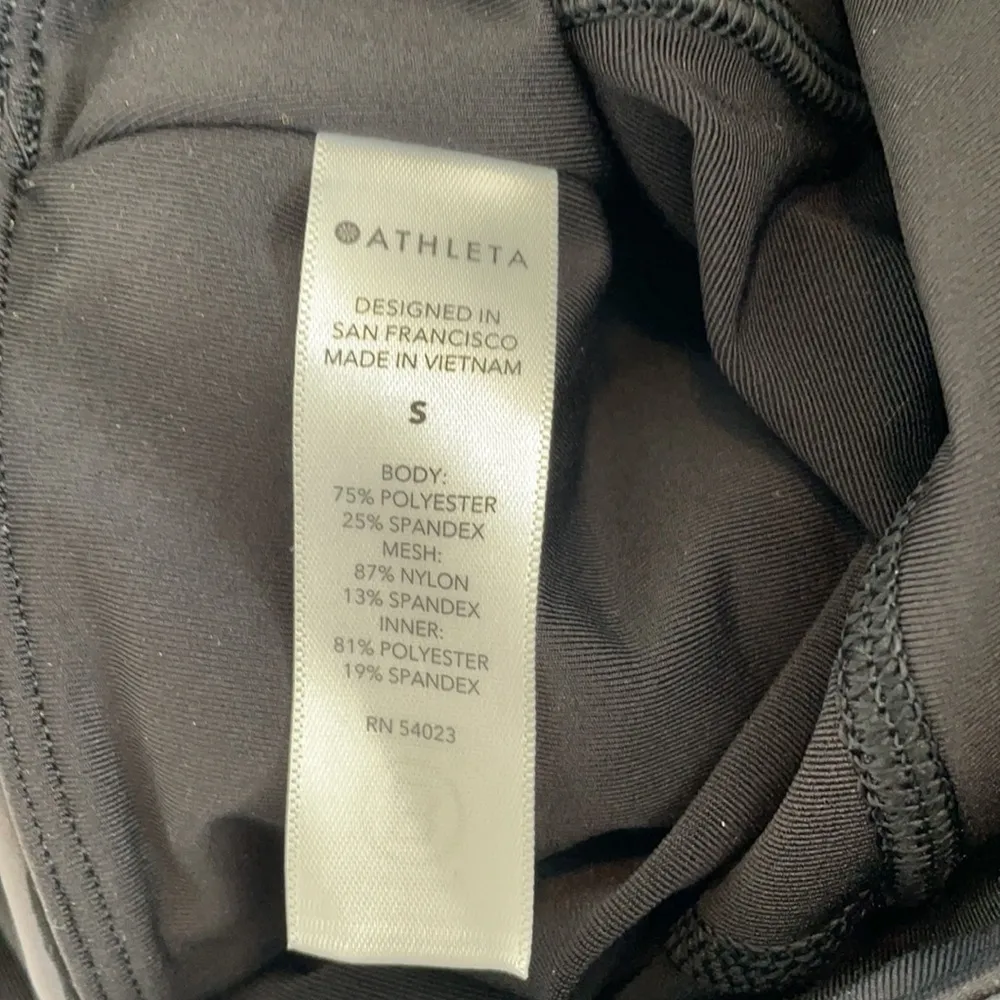 ATHLETA
DESIGNED IN
SAN FRANCISCO
MADE IN VIETNAM
S
BODY:
75% POLYESTER
25% SPANDEX
MESH:
87% NYLON
13% SPANDEX
INNER:
81% POLYESTER
19% SPANDEX
RN 54023